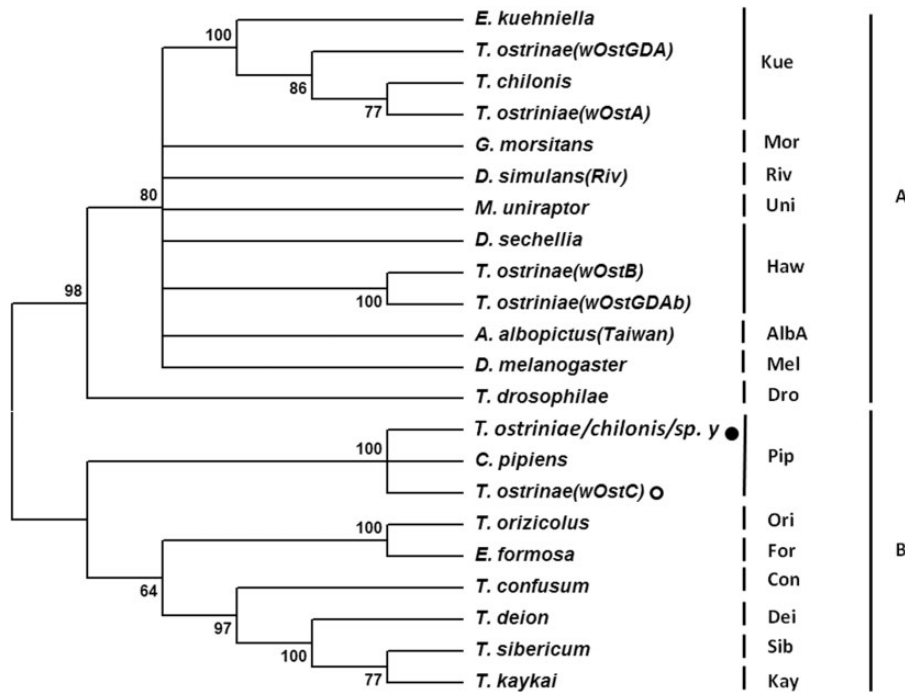 100
E. kuehniella
T. ostrinae(wOstGDA)
86
T. chilonis
77
T. ostriniae(wOstA)
Kue
G. morsitans
Mor
D. simulans(Riv)
Riv
80
M. uniraptor
Uni
A
D. sechellia
T. ostrinae(wOstB)
Haw
98
100
T. ostriniae(wOstGDAb)
A. albopictus(Taiwan)
AlbA
D. melanogaster
Mel
T. drosophilae
Dro
T. ostriniae/chilonis/sp. y
100
C. pipiens
Pip
T. ostrinae(wOstC)
100
T. orizicolus
Ori
E. formosa
For
B
64
T. confusum
Con
97
T. deion
Dei
100
T. sibericum
Sib
77
T. kaykai
Kay